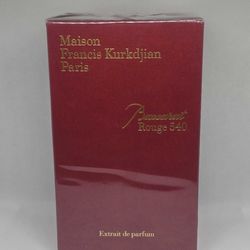 Maison
Francis Kurkdjian
Paris
Baccarat
Rouge 540
Extrait de parfum